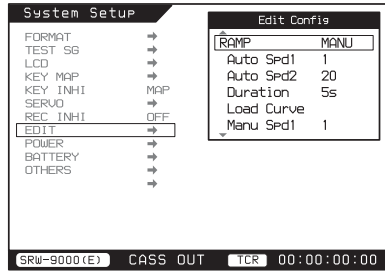 System Setup
FORMAT →
TEST SG →
LCD →
KEY MAP →
KEY INHI MAP
SERVO →
REC INHI OFF
EDIT →
POWER →
BATTERY →
OTHERS →
→
Edit Config
RAMP MANU
Auto Spd1 1
Auto Spd2 20
Duration 5s
Load Curve
Manu Spd1 1
SRW-9000(E) CASS OUT TCR 00:00:00:00